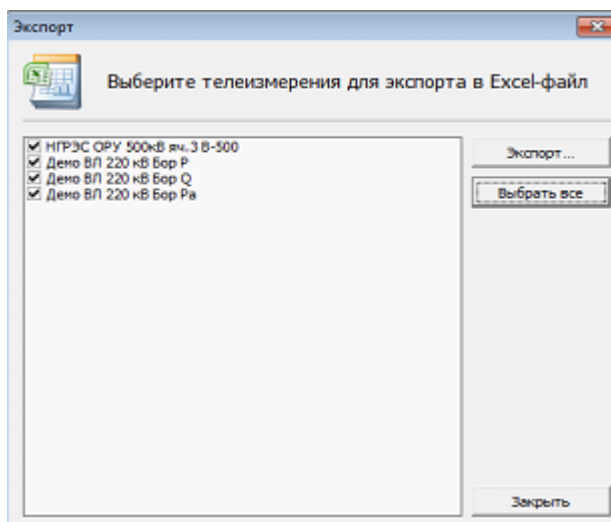 Экспорт
Выберите телеизмерения для экспорта в Excel-файл
НГРЭС ОРУ 500кВ яч.3 В-500
Демо ВЛ 220 кВ Бор P
Демо ВЛ 220 кВ Бор Q
Демо ВЛ 220 кВ Бор Pa
Экспорт...
Выбрать все
Закрыть